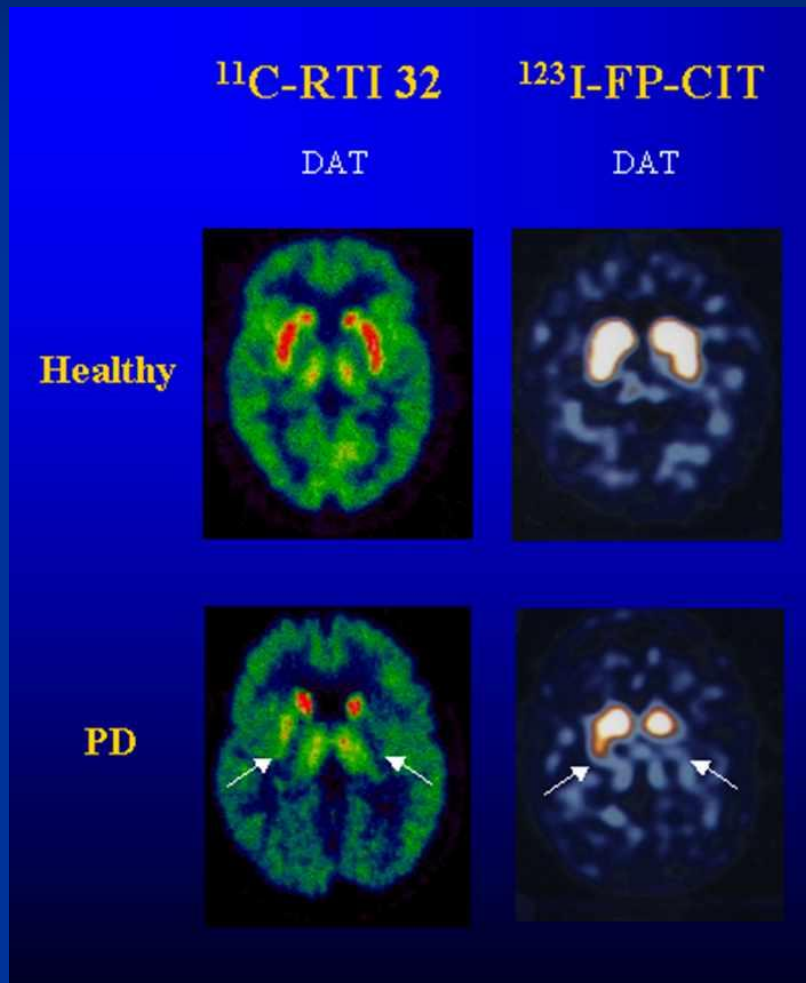 ¹¹C-RTI 32
¹²³I-FP-CIT
DAT
DAT
Healthy
PD